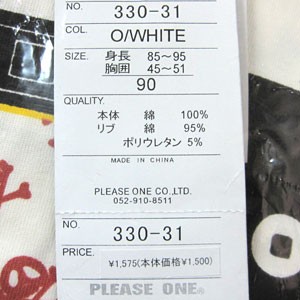 NO. 330-31
COL. O/WHITE
SIZE. 身長 85～95
胸囲 45～51
90
QUALITY.
本体 綿 100%
リブ 綿 95%
ポリウレタン 5%
MADE IN CHINA
PLEASE ONE CO.,LTD.
052-910-8511
NO. 330-31
PRICE.
¥1,575(本体価格¥1,500)
PLEASE ONE®